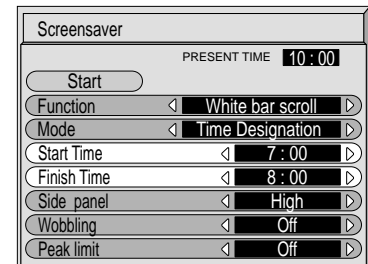 Screensaver
PRESENT TIME 10 : 00
Start
Function White bar scroll
Mode Time Designation
Start Time 7 : 00
Finish Time 8 : 00
Side panel High
Wobbling Off
Peak limit Off